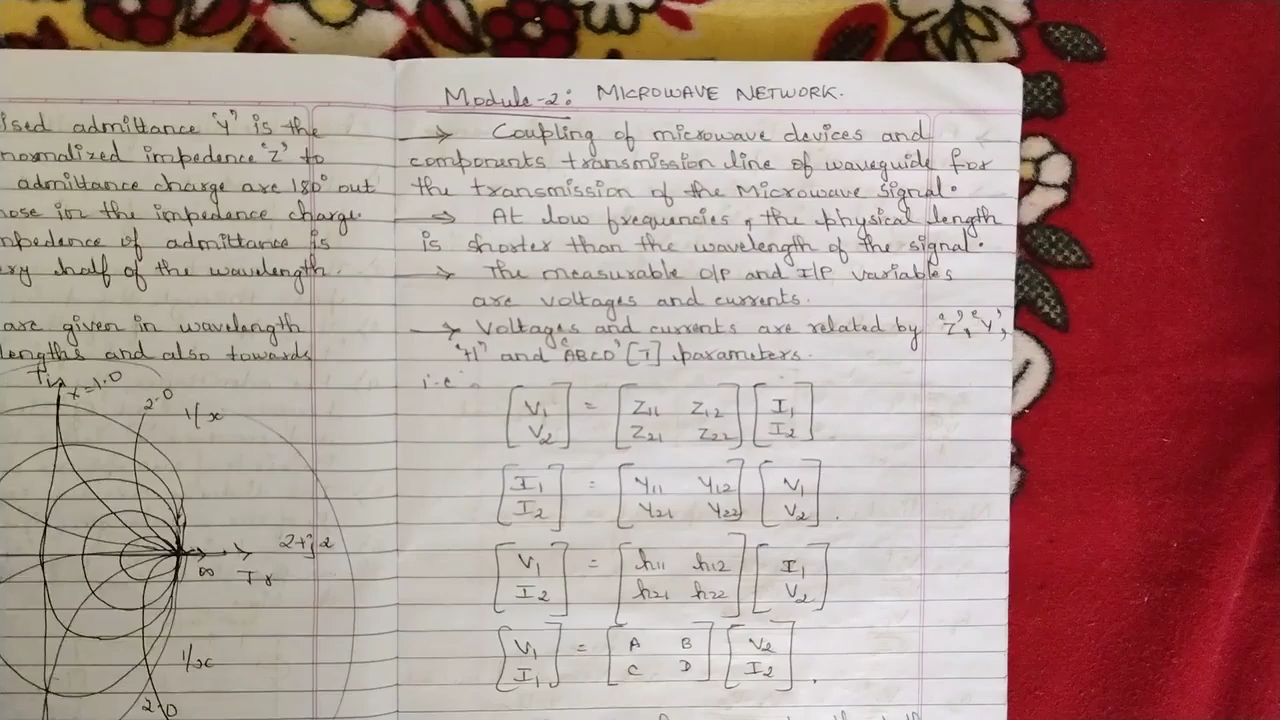 ised admittance 'Y' is the
normalized impedence 'Z' to
admittance charge are 180° out
hose in the impedance charge.
mpedence of admittance is
ery half of the wavelength.
are given in wavelength
lengths and also towards
x=1.0
2.0
1/x
2+j2
∞
1/x
2.0
Module-2: MICROWAVE NETWORK.
→ Coupling of microwave devices and
components transmission line of waveguide for
the transmission of the Microwave signal.
→ At low frequencies, the physical length
is shorter than the wavelength of the signal.
→ The measurable O/P and I/P variables
are voltages and currents.
→ Voltages and currents are related by 'Z', 'Y',
'H' and 'ABCD' [T] parameters.
i.e.
[V1 V2] = [Z11 Z12 Z21 Z22] [I1 I2]
[I1 I2] = [Y11 Y12 Y21 Y22] [V1 V2].
[V1 I2] = [h11 h12 h21 h22] [I1 V2]
[V1 I1] = [A B C D] [V2 I2].